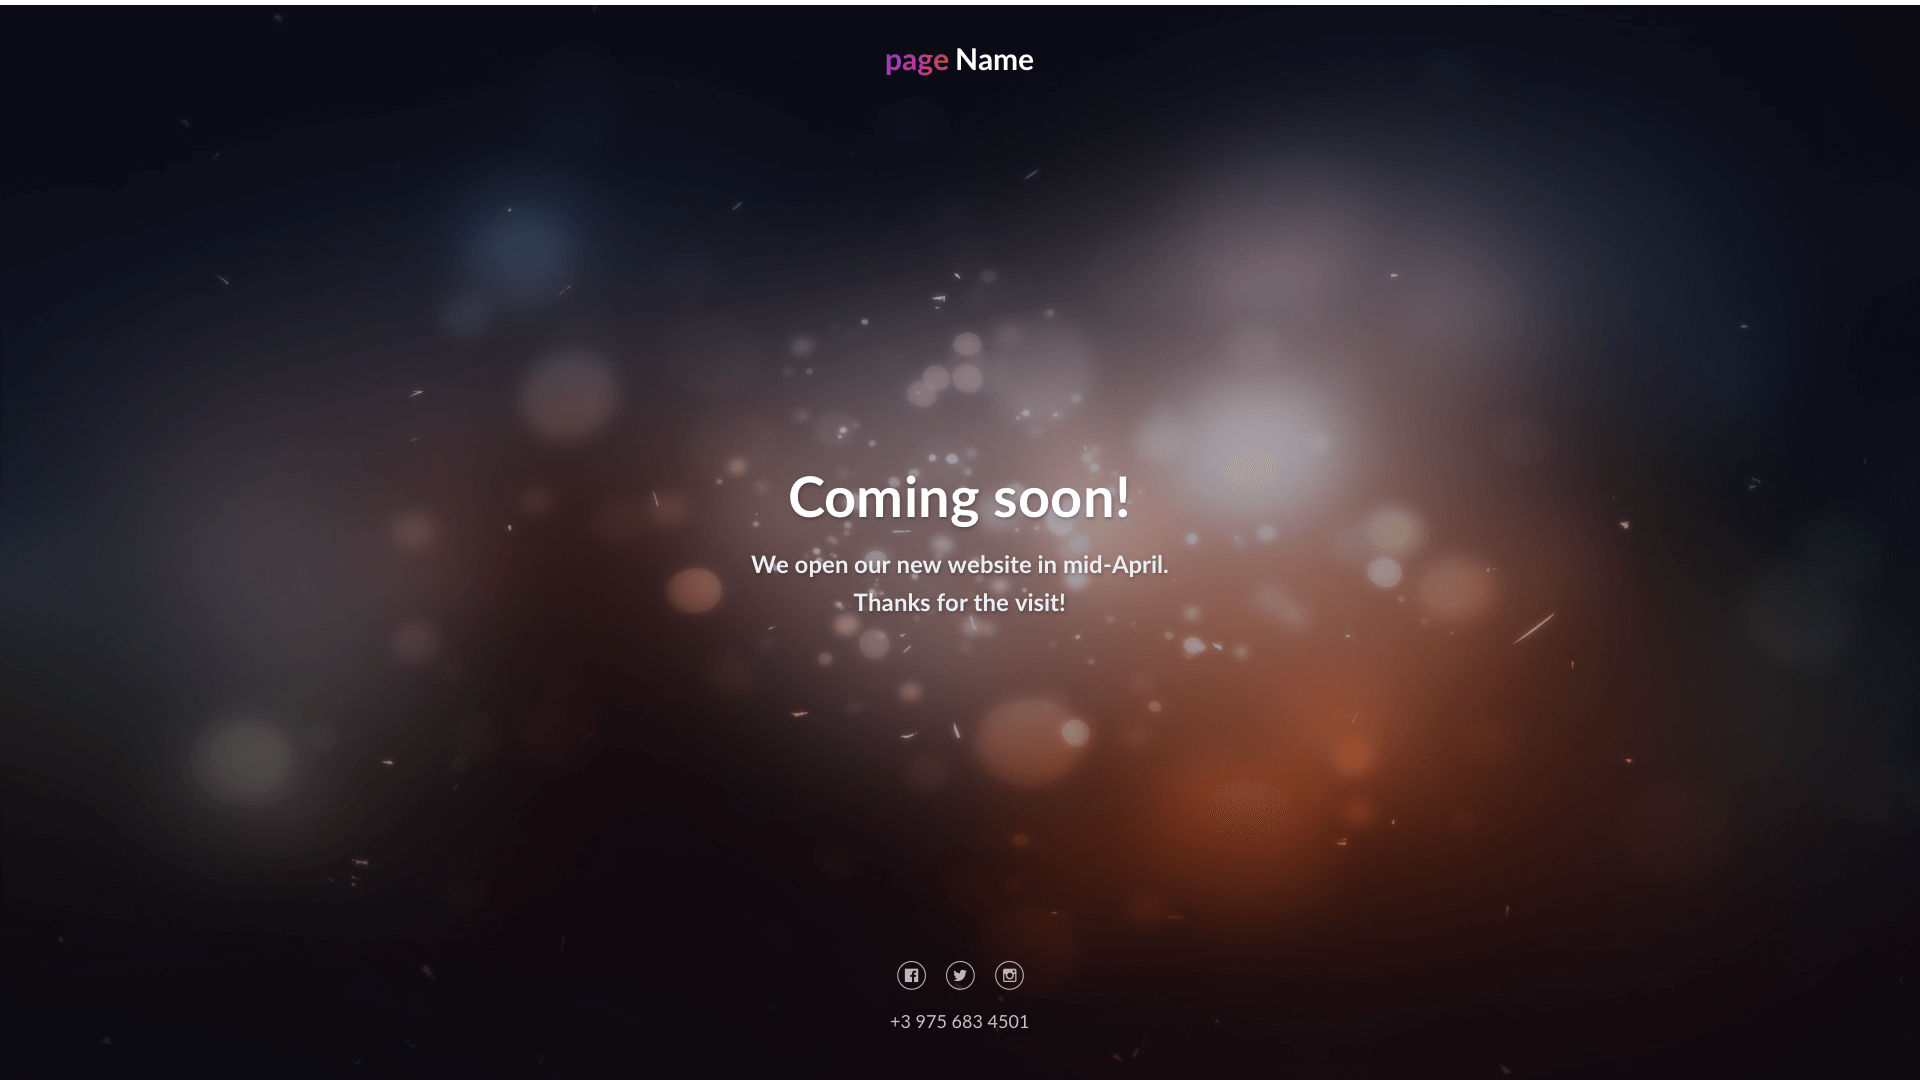 page Name
Coming soon!
We open our new website in mid-April.
Thanks for the visit!
+3 975 683 4501